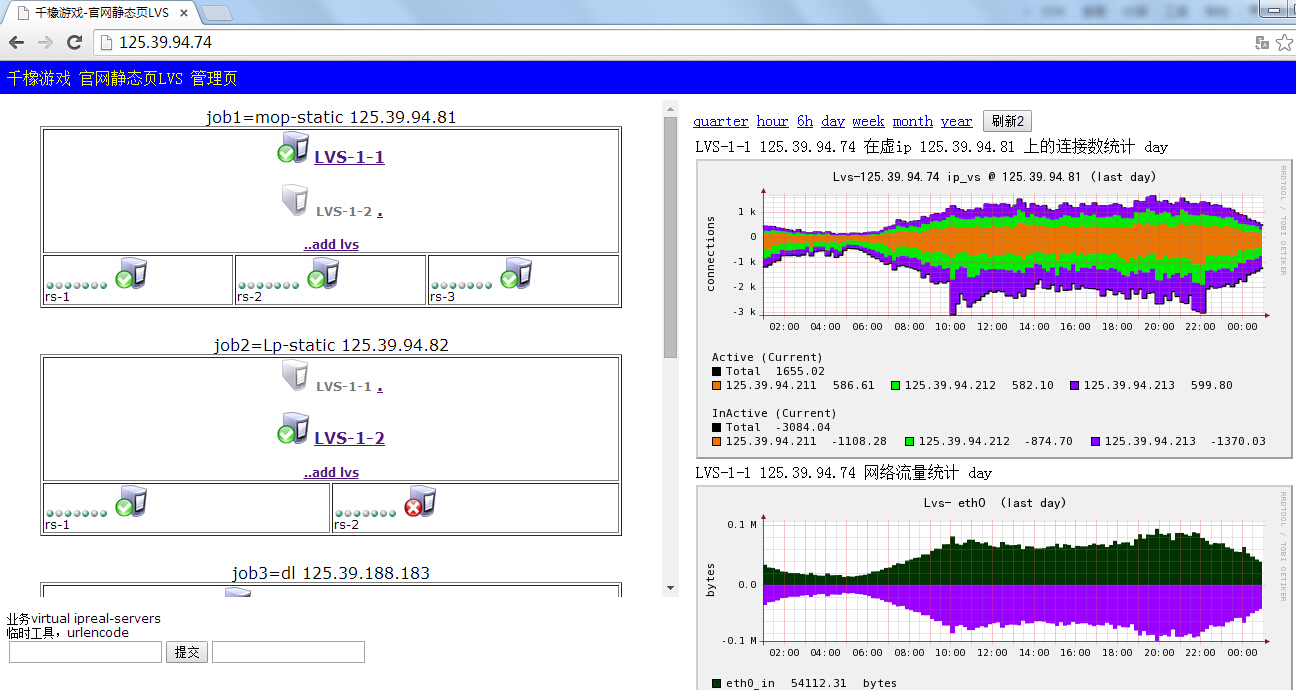 千橡游戏-官网静态页LVS
125.39.94.74
千橡游戏 官网静态页LVS 管理页
job1=mop-static 125.39.94.81
LVS-1-1
LVS-1-2 .
..add lvs
rs-1 rs-2 rs-3
job2=Lp-static 125.39.94.82
LVS-1-1 .
LVS-1-2
..add lvs
rs-1 rs-2
job3=dl 125.39.188.183
业务virtual ipreal-servers
临时工具，urlencode
提交
quarter hour 6h day week month year 刷新2
LVS-1-1 125.39.94.74 在虚ip 125.39.94.81 上的连接数统计 day
Lvs-125.39.94.74 ip_vs @ 125.39.94.81 (last day)
connections
1 k
0
-1 k
-2 k
-3 k
02:00 04:00 06:00 08:00 10:00 12:00 14:00 16:00 18:00 20:00 22:00 00:00
RRDTOOL / TOBI OETIKER
Active (Current)
Total 1655.02
125.39.94.211 586.61 125.39.94.212 582.10 125.39.94.213 599.80
InActive (Current)
Total -3084.04
125.39.94.211 -1108.28 125.39.94.212 -874.70 125.39.94.213 -1370.03
LVS-1-1 125.39.94.74 网络流量统计 day
Lvs- eth0 (last day)
bytes
0.1 M
0.0
-0.1 M
02:00 04:00 06:00 08:00 10:00 12:00 14:00 16:00 18:00 20:00 22:00 00:00
RRDTOOL / TOBI OETIKER
eth0_in 54112.31 bytes